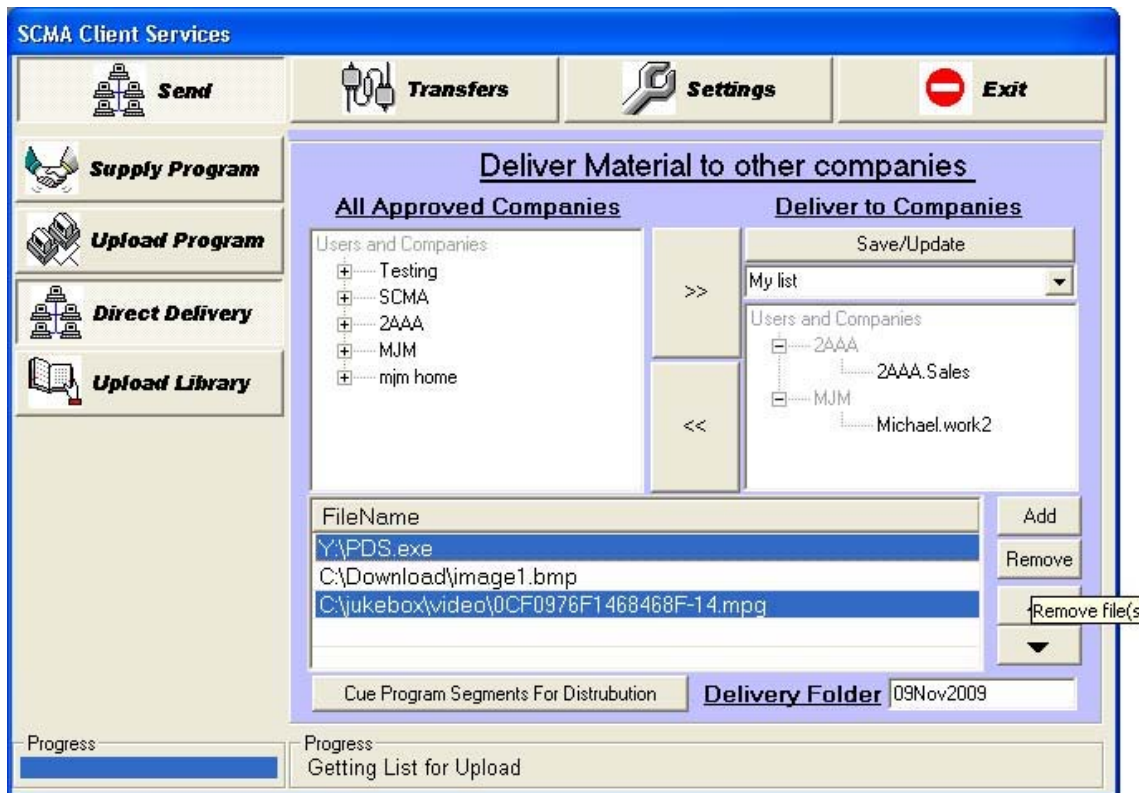 SCMA Client Services
Send
Transfers
Settings
Exit
Supply Program
Upload Program
Direct Delivery
Upload Library
Deliver Material to other companies
All Approved Companies
Deliver to Companies
Users and Companies
Testing
SCMA
2AAA
MJM
mjm home
>>
<<
Save/Update
My list
Users and Companies
2AAA
2AAA.Sales
MJM
Michael.work2
FileName
Y:\PDS.exe
C:\Download\image1.bmp
C:\jukebox\video\0CF0976F1468468F-14.mpg
Add
Remove
Remove file(s
Cue Program Segments For Distrubution
Delivery Folder
09Nov2009
Progress
Progress
Getting List for Upload